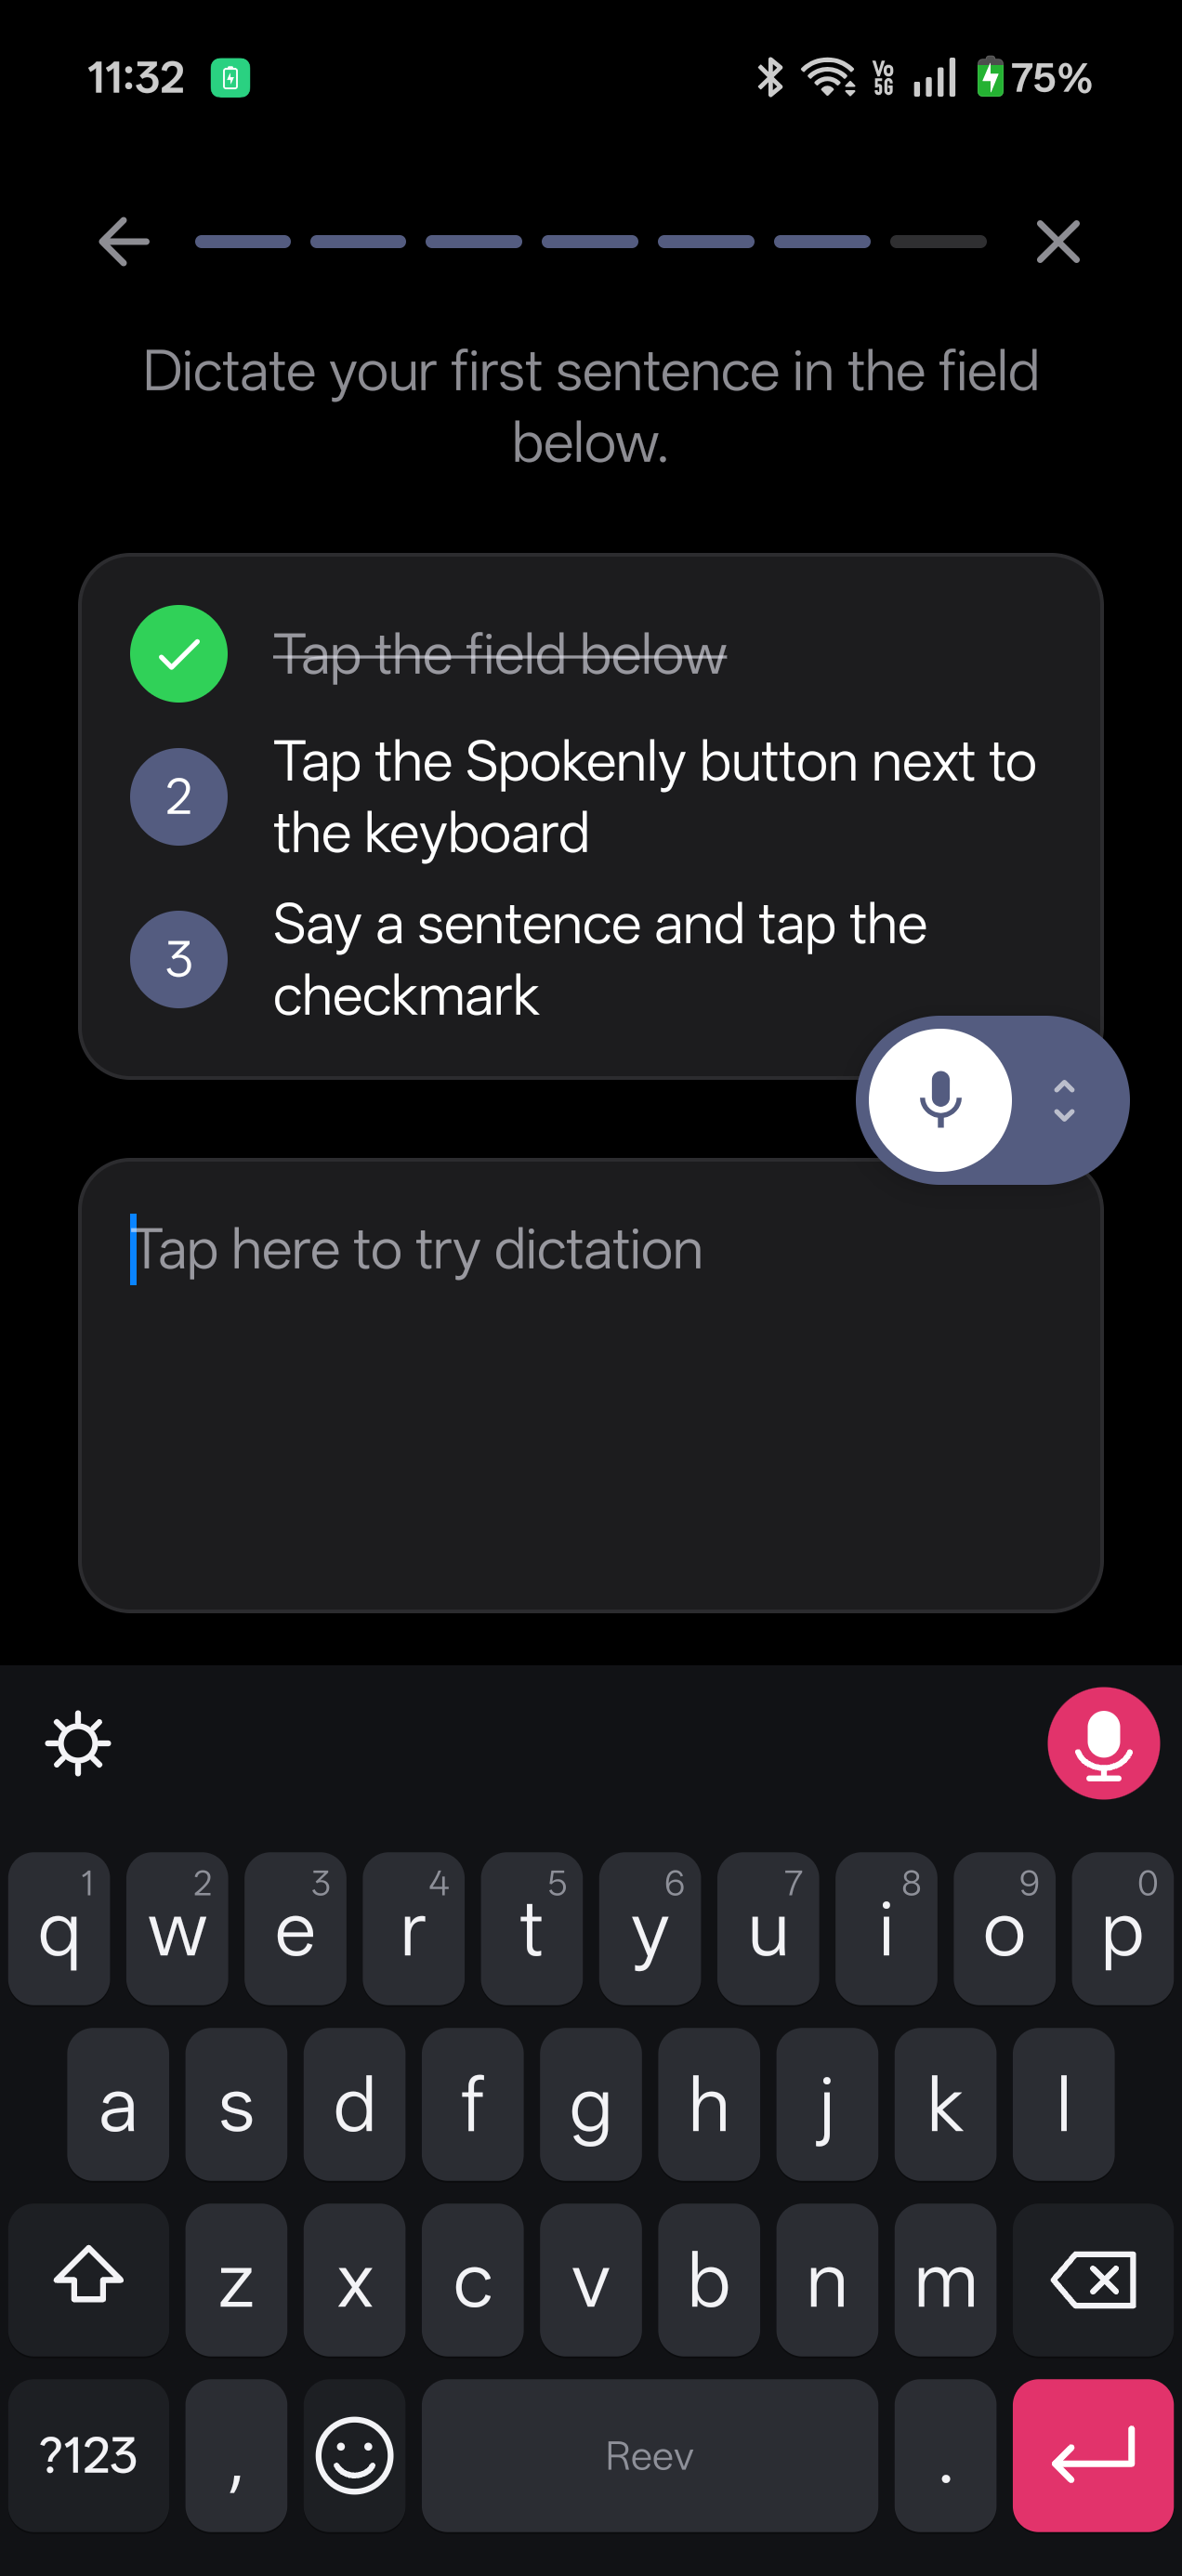 11:32
Vo 5G
75%
Dictate your first sentence in the field
below.
Tap the field below
2
Tap the Spokenly button next to
the keyboard
3
Say a sentence and tap the
checkmark
Tap here to try dictation
1 2 3 4 5 6 7 8 9 0
q w e r t y u i o p
a s d f g h j k l
z x c v b n m
?123 , Reev .